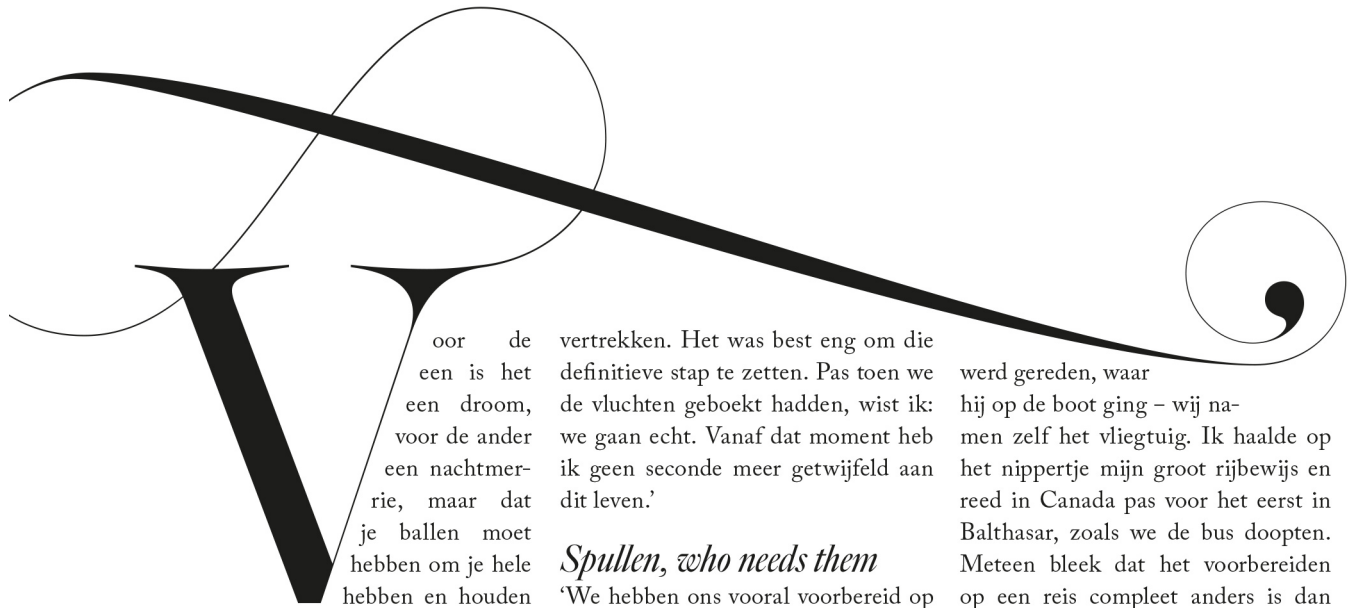 Voor de
een is het
een droom,
voor de ander
een nachtmer-
rie, maar dat
je ballen moet
hebben om je hele
hebben en houden
vertrekken. Het was best eng om die
definitieve stap te zetten. Pas toen we
de vluchten geboekt hadden, wist ik:
we gaan echt. Vanaf dat moment heb
ik geen seconde meer getwijfeld aan
dit leven.’
Spullen, who needs them
‘We hebben ons vooral voorbereid op
werd gereden, waar
hij op de boot ging – wij na-
men zelf het vliegtuig. Ik haalde op
het nippertje mijn groot rijbewijs en
reed in Canada pas voor het eerst in
Balthasar, zoals we de bus doopten.
Meteen bleek dat het voorbereiden
op een reis compleet anders is dan